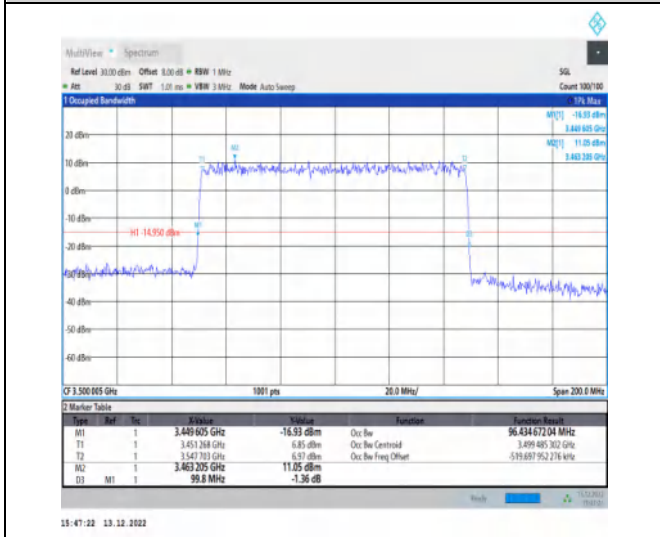 MultiView Spectrum
Ref Level 30.00 dBm Offset 8.00 dB RBW 1 MHz SGL
Att 30 dB SWT 1.01 ms VBW 3 MHz Mode Auto Sweep Count 100/100
1 Occupied Bandwidth 1Pk Max
M1[1] -16.93 dBm
3.449 605 GHz
M2[1] 11.05 dBm
3.463 205 GHz
20 dBm
M2
T1 T2
10 dBm
0 dBm
-10 dBm
H1 -14.950 dBm M1
D3
-20 dBm
-30 dBm
-40 dBm
-50 dBm
-60 dBm
CF 3.500 005 GHz 1001 pts 20.0 MHz/ Span 200.0 MHz
2 Marker Table
Type Ref Trc X-Value Y-Value Function Function Result
M1 1 3.449 605 GHz -16.93 dBm Occ Bw 96.434 672 04 MHz
T1 1 3.451 268 GHz 6.85 dBm Occ Bw Centroid 3.499 485 302 GHz
T2 1 3.547 703 GHz 6.97 dBm Occ Bw Freq Offset -519.697 952 276 kHz
M2 1 3.463 205 GHz 11.05 dBm
D3 M1 1 99.8 MHz -1.36 dB
Ready
15:47:22 13.12.2022